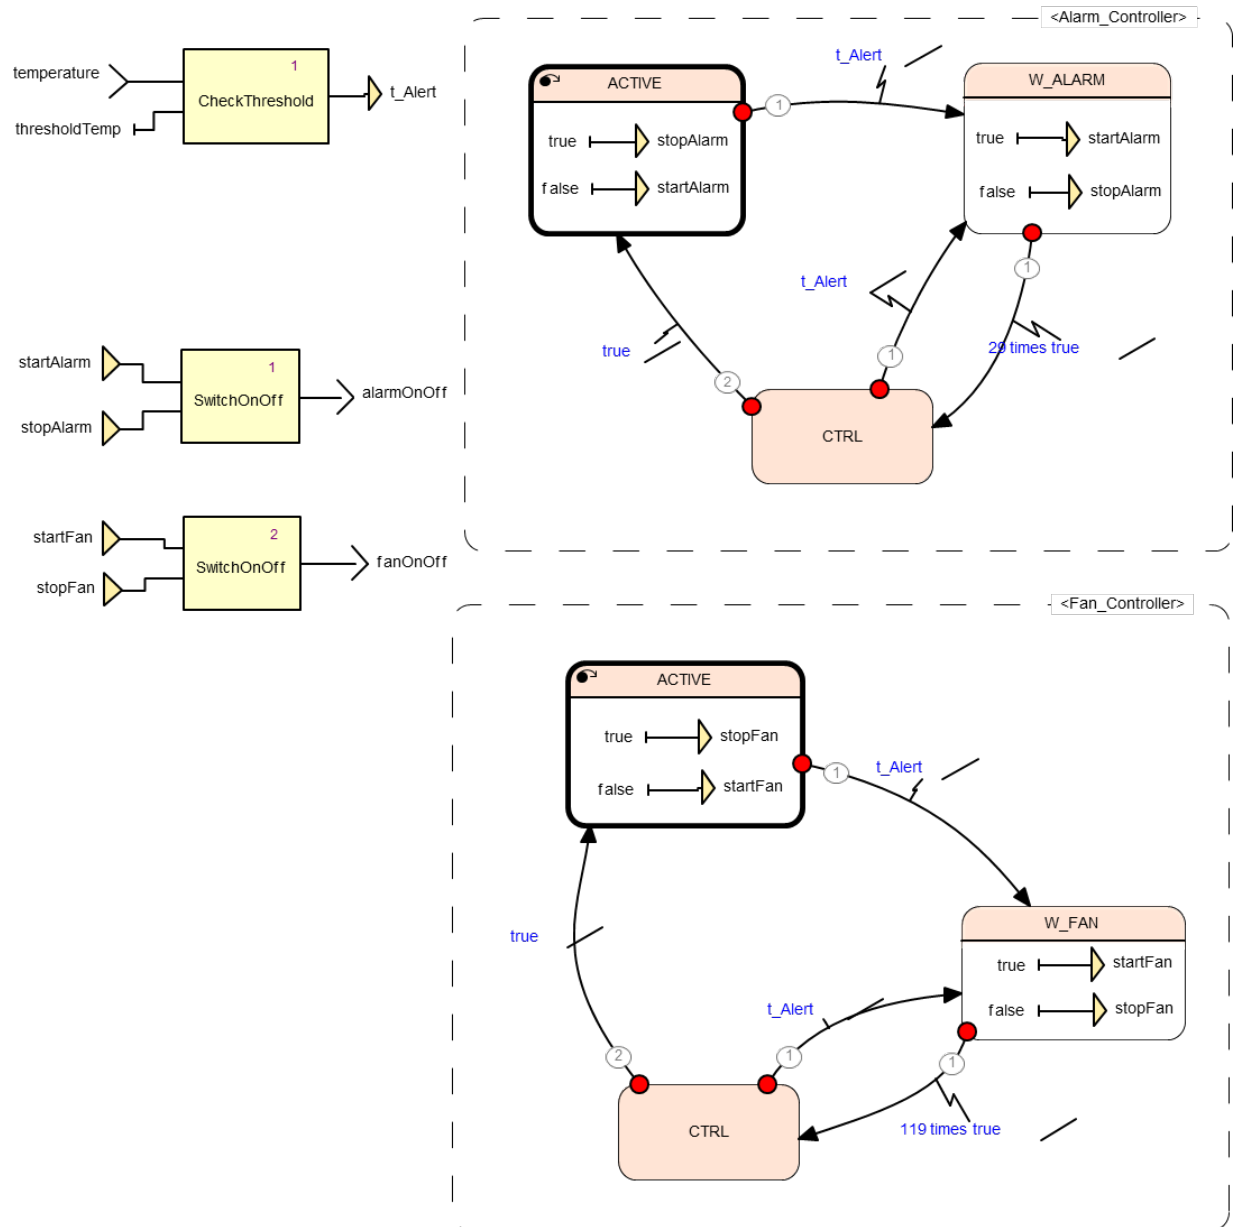 temperature
thresholdTemp
1
CheckThreshold
t_Alert
startAlarm
stopAlarm
1
SwitchOnOff
alarmOnOff
startFan
stopFan
2
SwitchOnOff
fanOnOff
<Alarm_Controller>
ACTIVE
true
stopAlarm
false
startAlarm
1
t_Alert
W_ALARM
true
startAlarm
false
stopAlarm
1
t_Alert
1
29 times true
true
2
CTRL
<Fan_Controller>
ACTIVE
true
stopFan
false
startFan
1
t_Alert
W_FAN
true
startFan
false
stopFan
true
2
t_Alert
1
1
119 times true
CTRL